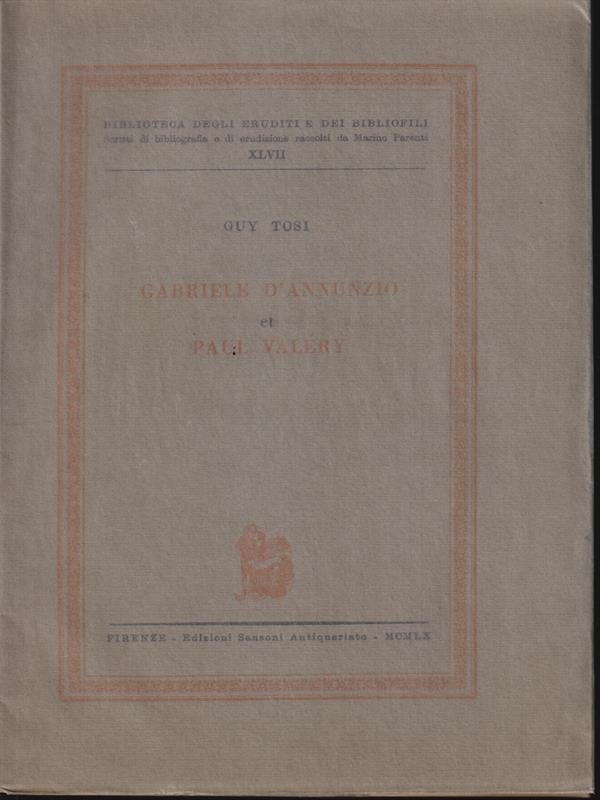 BIBLIOTECA DEGLI ERUDITI E DEI BIBLIOFILI
Scritti di bibliografia e di erudizione raccolti da Marino Parenti
XLVII
GUY TOSI
GABRIELE D'ANNUNZIO
et
PAUL VALÉRY
FIRENZE - Edizioni Sansoni Antiquariato - MCMLX